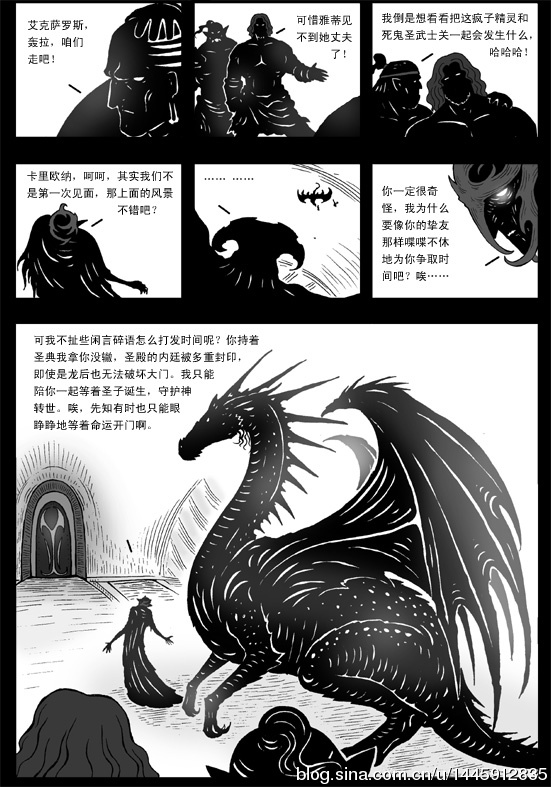 艾克萨罗斯，
轰拉，咱们
走吧！
可惜雅蒂见
不到她丈夫
了！
我倒是想看看把这疯子精灵和
死鬼圣武士关一起会发生什么，
哈哈哈！
卡里欧纳，呵呵，其实我们不
是第一次见面，那上面的风景
不错吧？
…… ……
你一定很奇
怪，我为什么
要像你的挚友
那样喋喋不休
地为你争取时
间吧？唉……
可我不扯些闲言碎语怎么打发时间呢？你持着
圣典我拿你没辙，圣殿的内廷被多重封印，
即使是龙后也无法破坏大门。我只能
陪你一起等着圣子诞生，守护神
转世。唉，先知有时也只能眼
睁睁地等着命运开门啊。
blog.sina.com.cn/u/1445912835